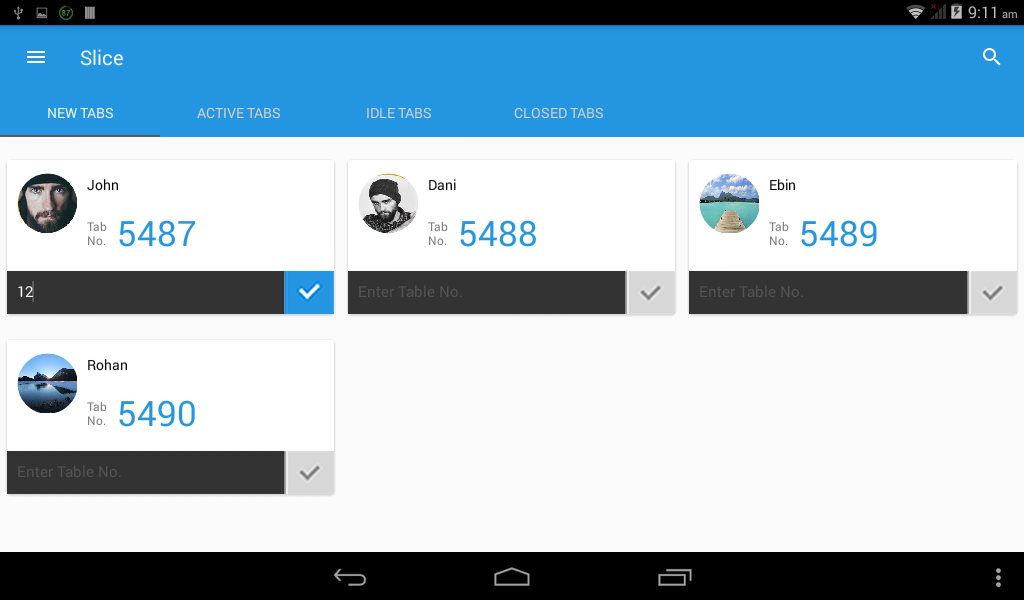 87
9:11 am
Slice
NEW TABS
ACTIVE TABS
IDLE TABS
CLOSED TABS
John
Tab No. 5487
12
Dani
Tab No. 5488
Enter Table No.
Ebin
Tab No. 5489
Enter Table No.
Rohan
Tab No. 5490
Enter Table No.